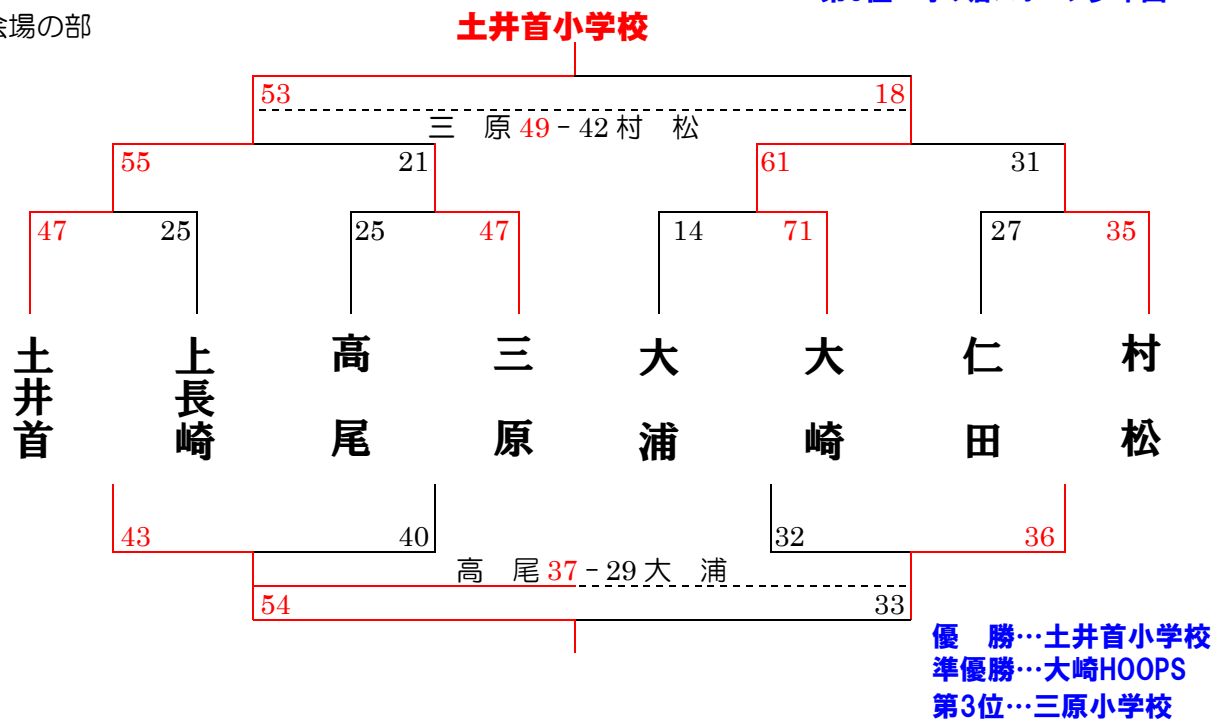 会場の部
土井首小学校
53 18
三 原 49 - 42 村 松
55 21 61 31
47 25 25 47 14 71 27 35
土井首 上長崎 高尾 三原 大浦 大崎 仁田 村松
43 40 32 36
高 尾 37 - 29 大 浦
54 33
優 勝…土井首小学校
準優勝…大崎HOOPS
第3位…三原小学校